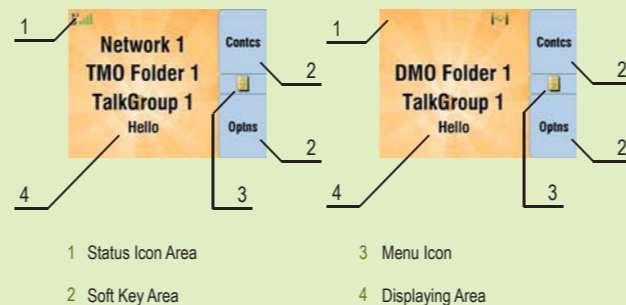 1
Network 1
TMO Folder 1
TalkGroup 1
Hello
Contcs
Optns
2
2
3
4
1
DMO Folder 1
TalkGroup 1
Hello
Contcs
Optns
2
2
3
4
1 Status Icon Area
2 Soft Key Area
3 Menu Icon
4 Displaying Area